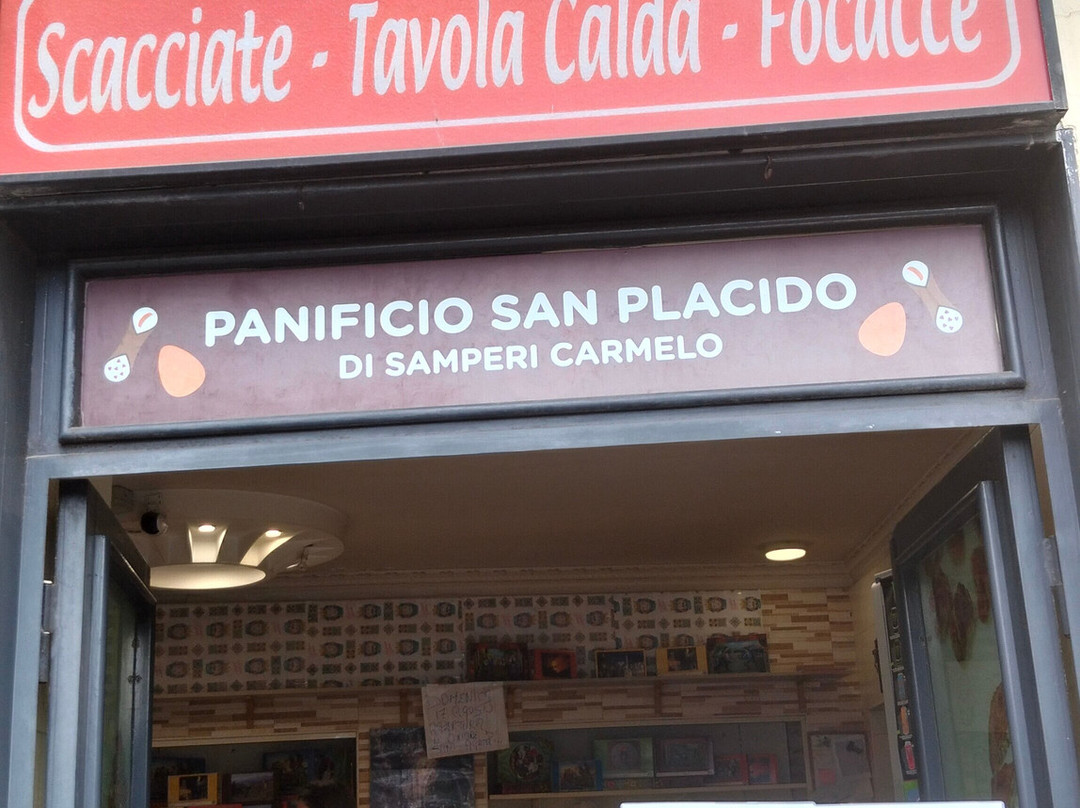 Scacciate - Tavola Calda - Focacce
PANIFICIO SAN PLACIDO
DI SAMPERI CARMELO